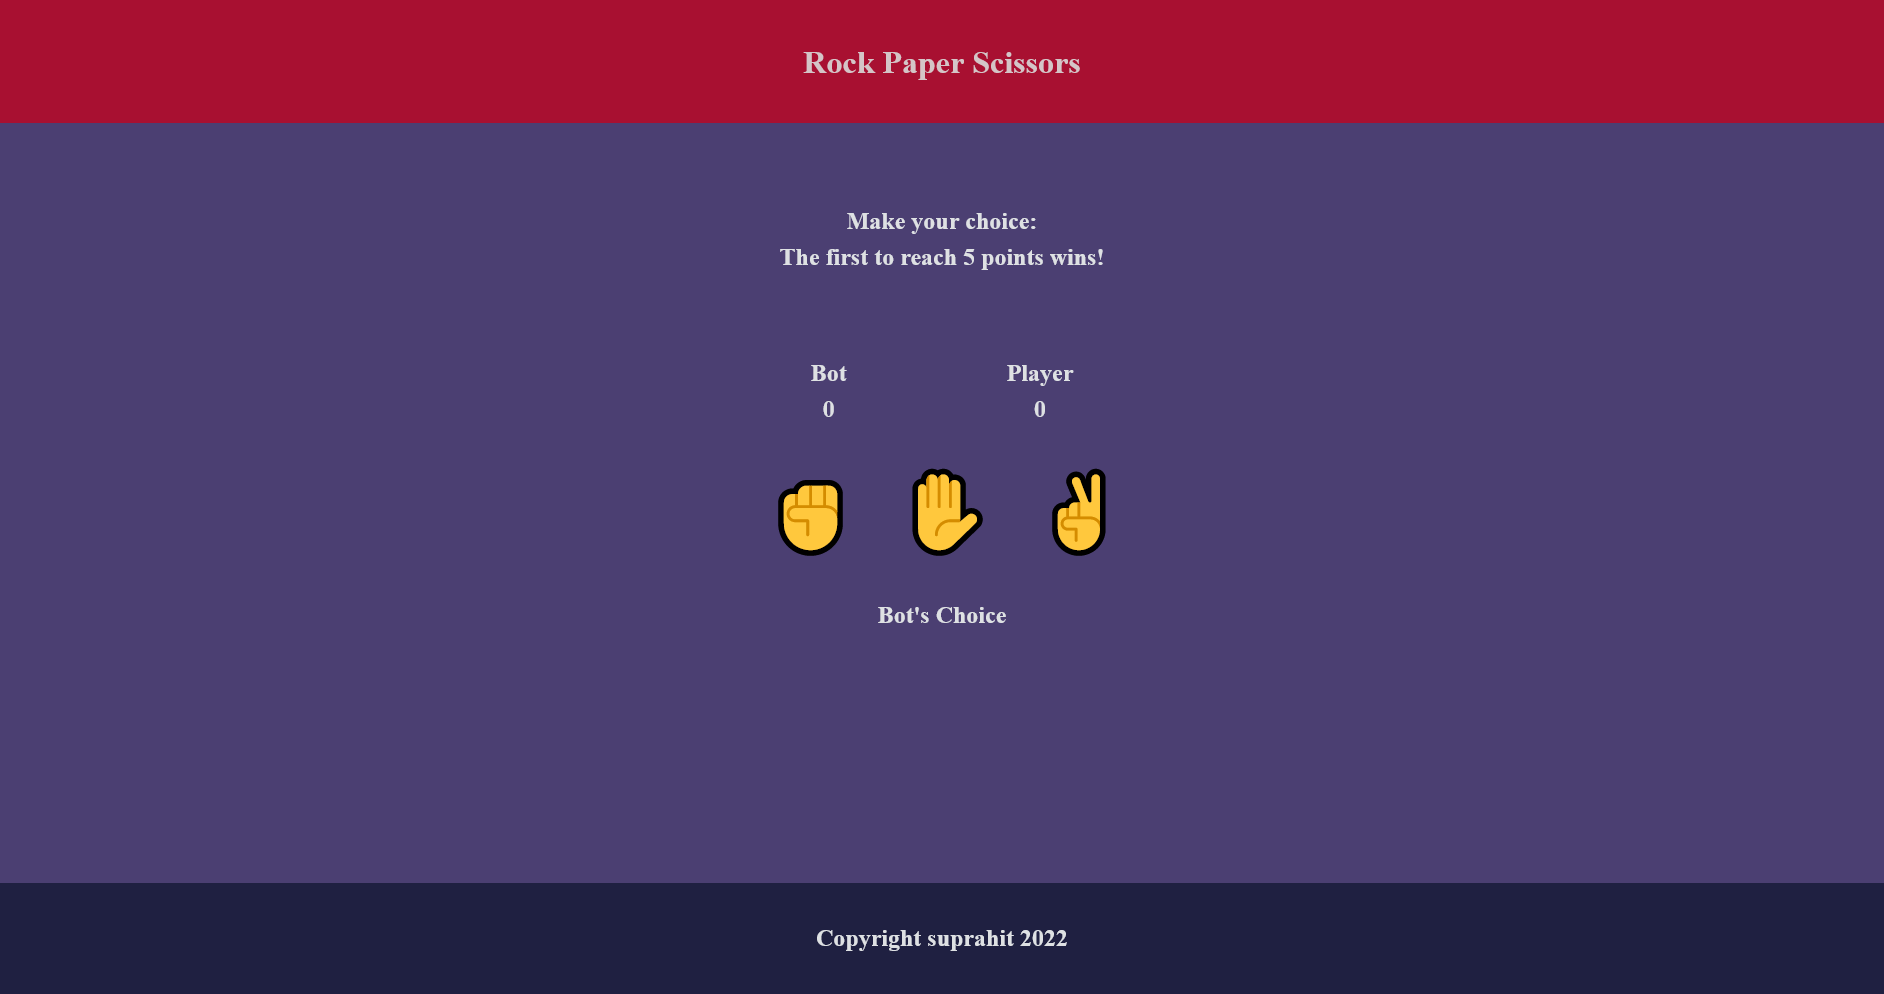 Rock Paper Scissors
Make your choice:
The first to reach 5 points wins!
Bot
Player
0
0
Bot's Choice
Copyright suprahit 2022